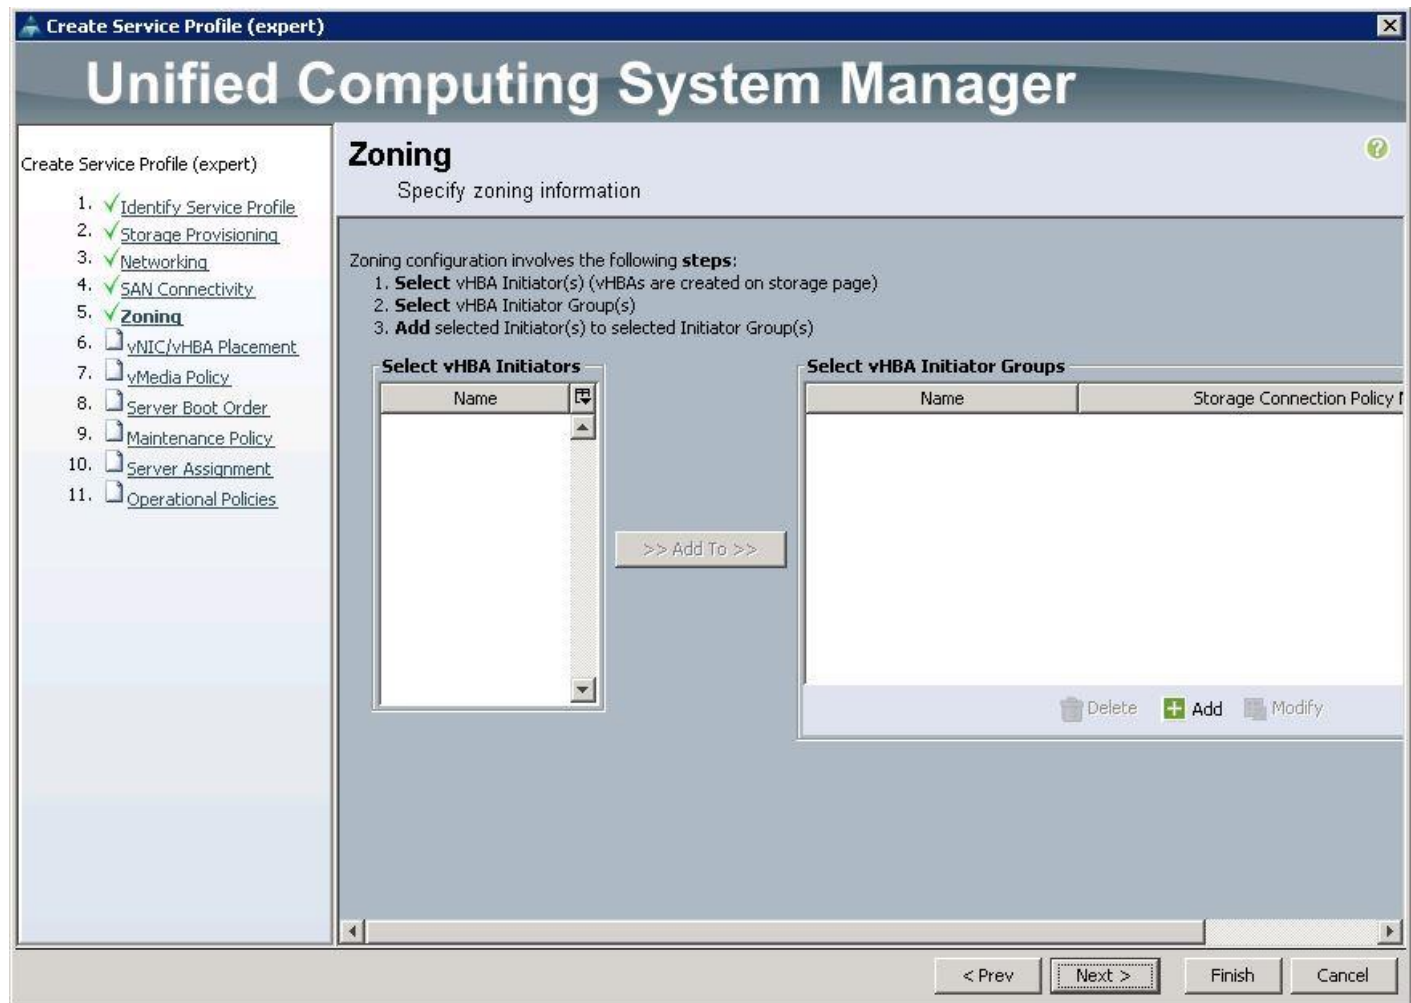 Create Service Profile (expert)
Unified Computing System Manager
Create Service Profile (expert)
1. Identify Service Profile
2. Storage Provisioning
3. Networking
4. SAN Connectivity
5. Zoning
6. vNIC/vHBA Placement
7. vMedia Policy
8. Server Boot Order
9. Maintenance Policy
10. Server Assignment
11. Operational Policies
Zoning
Specify zoning information
Zoning configuration involves the following steps:
1. Select vHBA Initiator(s) (vHBAs are created on storage page)
2. Select vHBA Initiator Group(s)
3. Add selected Initiator(s) to selected Initiator Group(s)
Select vHBA Initiators
Name
>> Add To >>
Select vHBA Initiator Groups
Name Storage Connection Policy
Delete Add Modify
< Prev Next > Finish Cancel